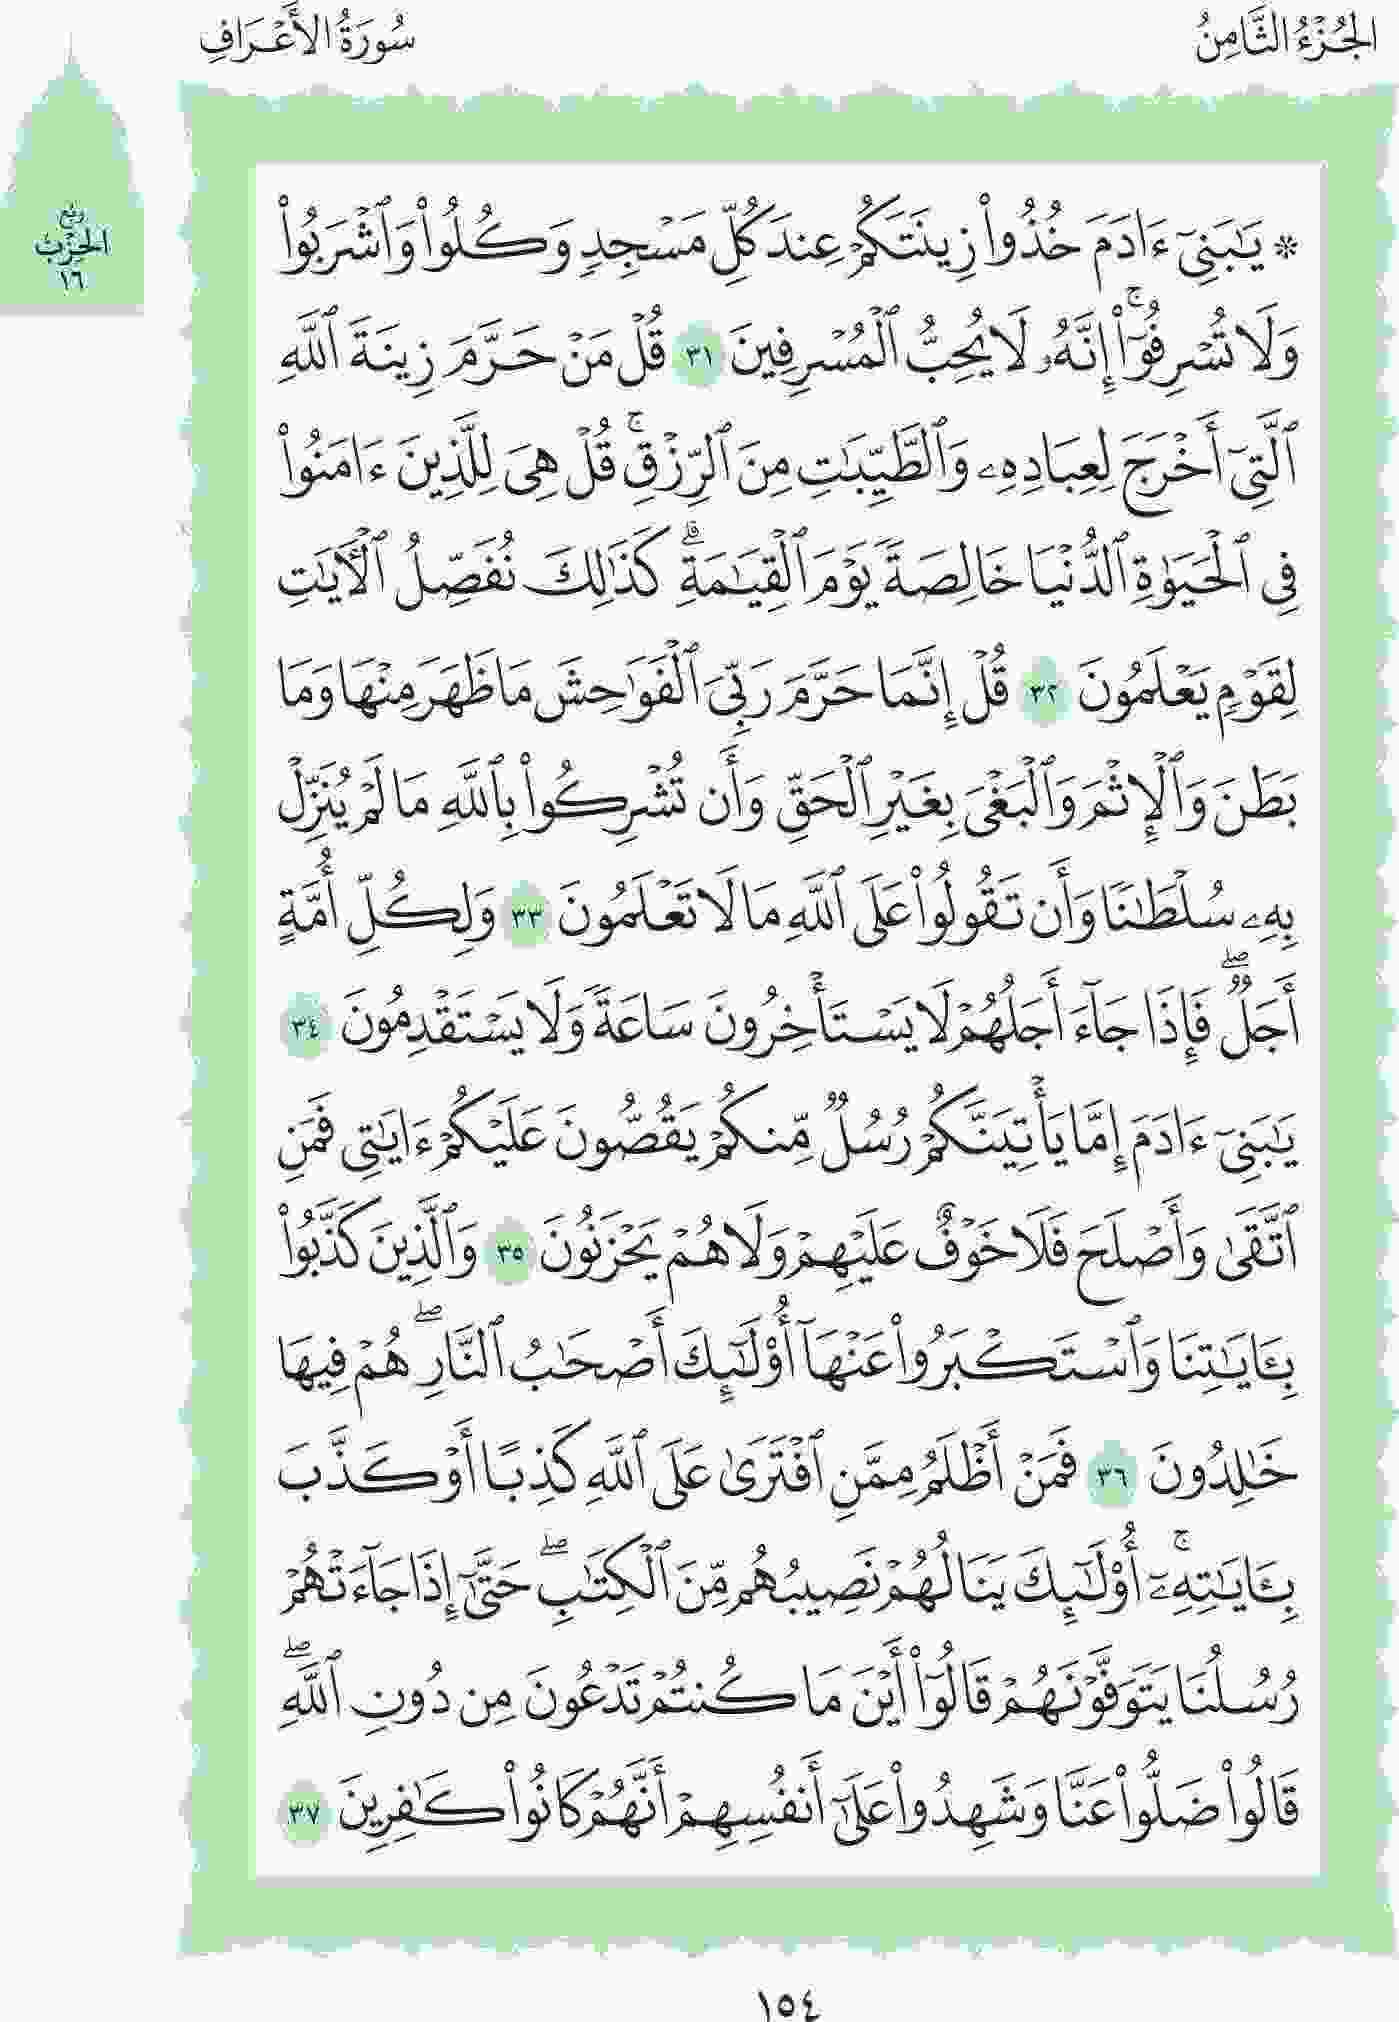 الجُزْءُ الثَّامِنُ
سُورَةُ الأَعْرَافِ
رُبْعُ
الحِزْبِ
١٦
۞ يَـٰبَنِىٓ ءَادَمَ خُذُوا۟ زِينَتَكُمْ عِندَ كُلِّ مَسْجِدٍ وَكُلُوا۟ وَٱشْرَبُوا۟
وَلَا تُسْرِفُوٓا۟ ۚ إِنَّهُۥ لَا يُحِبُّ ٱلْمُسْرِفِينَ ٣١ قُلْ مَنْ حَرَّمَ زِينَةَ ٱللَّهِ
ٱلَّتِىٓ أَخْرَجَ لِعِبَادِهِۦ وَٱلطَّيِّبَـٰتِ مِنَ ٱلرِّزْقِ ۚ قُلْ هِىَ لِلَّذِينَ ءَامَنُوا۟
فِى ٱلْحَيَوٰةِ ٱلدُّنْيَا خَالِصَةً يَوْمَ ٱلْقِيَـٰمَةِ ۗ كَذَٰلِكَ نُفَصِّلُ ٱلْـَٔايَـٰتِ
لِقَوْمٍ يَعْلَمُونَ ٣٢ قُلْ إِنَّمَا حَرَّمَ رَبِّىَ ٱلْفَوَٰحِشَ مَا ظَهَرَ مِنْهَا وَمَا
بَطَنَ وَٱلْإِثْمَ وَٱلْبَغْىَ بِغَيْرِ ٱلْحَقِّ وَأَن تُشْرِكُوا۟ بِٱللَّهِ مَا لَمْ يُنَزِّلْ
بِهِۦ سُلْطَـٰنًا وَأَن تَقُولُوا۟ عَلَى ٱللَّهِ مَا لَا تَعْلَمُونَ ٣٣ وَلِكُلِّ أُمَّةٍ
أَجَلٌ ۖ فَإِذَا جَآءَ أَجَلُهُمْ لَا يَسْتَأْخِرُونَ سَاعَةً وَلَا يَسْتَقْدِمُونَ ٣٤
يَـٰبَنِىٓ ءَادَمَ إِمَّا يَأْتِيَنَّكُمْ رُسُلٌ مِّنكُمْ يَقُصُّونَ عَلَيْكُمْ ءَايَـٰتِى فَمَنِ
ٱتَّقَىٰ وَأَصْلَحَ فَلَا خَوْفٌ عَلَيْهِمْ وَلَا هُمْ يَحْزَنُونَ ٣٥ وَٱلَّذِينَ كَذَّبُوا۟
بِـَٔايَـٰتِنَا وَٱسْتَكْبَرُوا۟ عَنْهَآ أُو۟لَـٰٓئِكَ أَصْحَـٰبُ ٱلنَّارِ ۖ هُمْ فِيهَا
خَـٰلِدُونَ ٣٦ فَمَنْ أَظْلَمُ مِمَّنِ ٱفْتَرَىٰ عَلَى ٱللَّهِ كَذِبًا أَوْ كَذَّبَ
بِـَٔايَـٰتِهِۦٓ ۚ أُو۟لَـٰٓئِكَ يَنَالُهُمْ نَصِيبُهُم مِّنَ ٱلْكِتَـٰبِ ۖ حَتَّىٰٓ إِذَا جَآءَتْهُمْ
رُسُلُنَا يَتَوَفَّوْنَهُمْ قَالُوٓا۟ أَيْنَ مَا كُنتُمْ تَدْعُونَ مِن دُونِ ٱللَّهِ ۖ
قَالُوا۟ ضَلُّوا۟ عَنَّا وَشَهِدُوا۟ عَلَىٰٓ أَنفُسِهِمْ أَنَّهُمْ كَانُوا۟ كَـٰفِرِينَ ٣٧
١٥٤